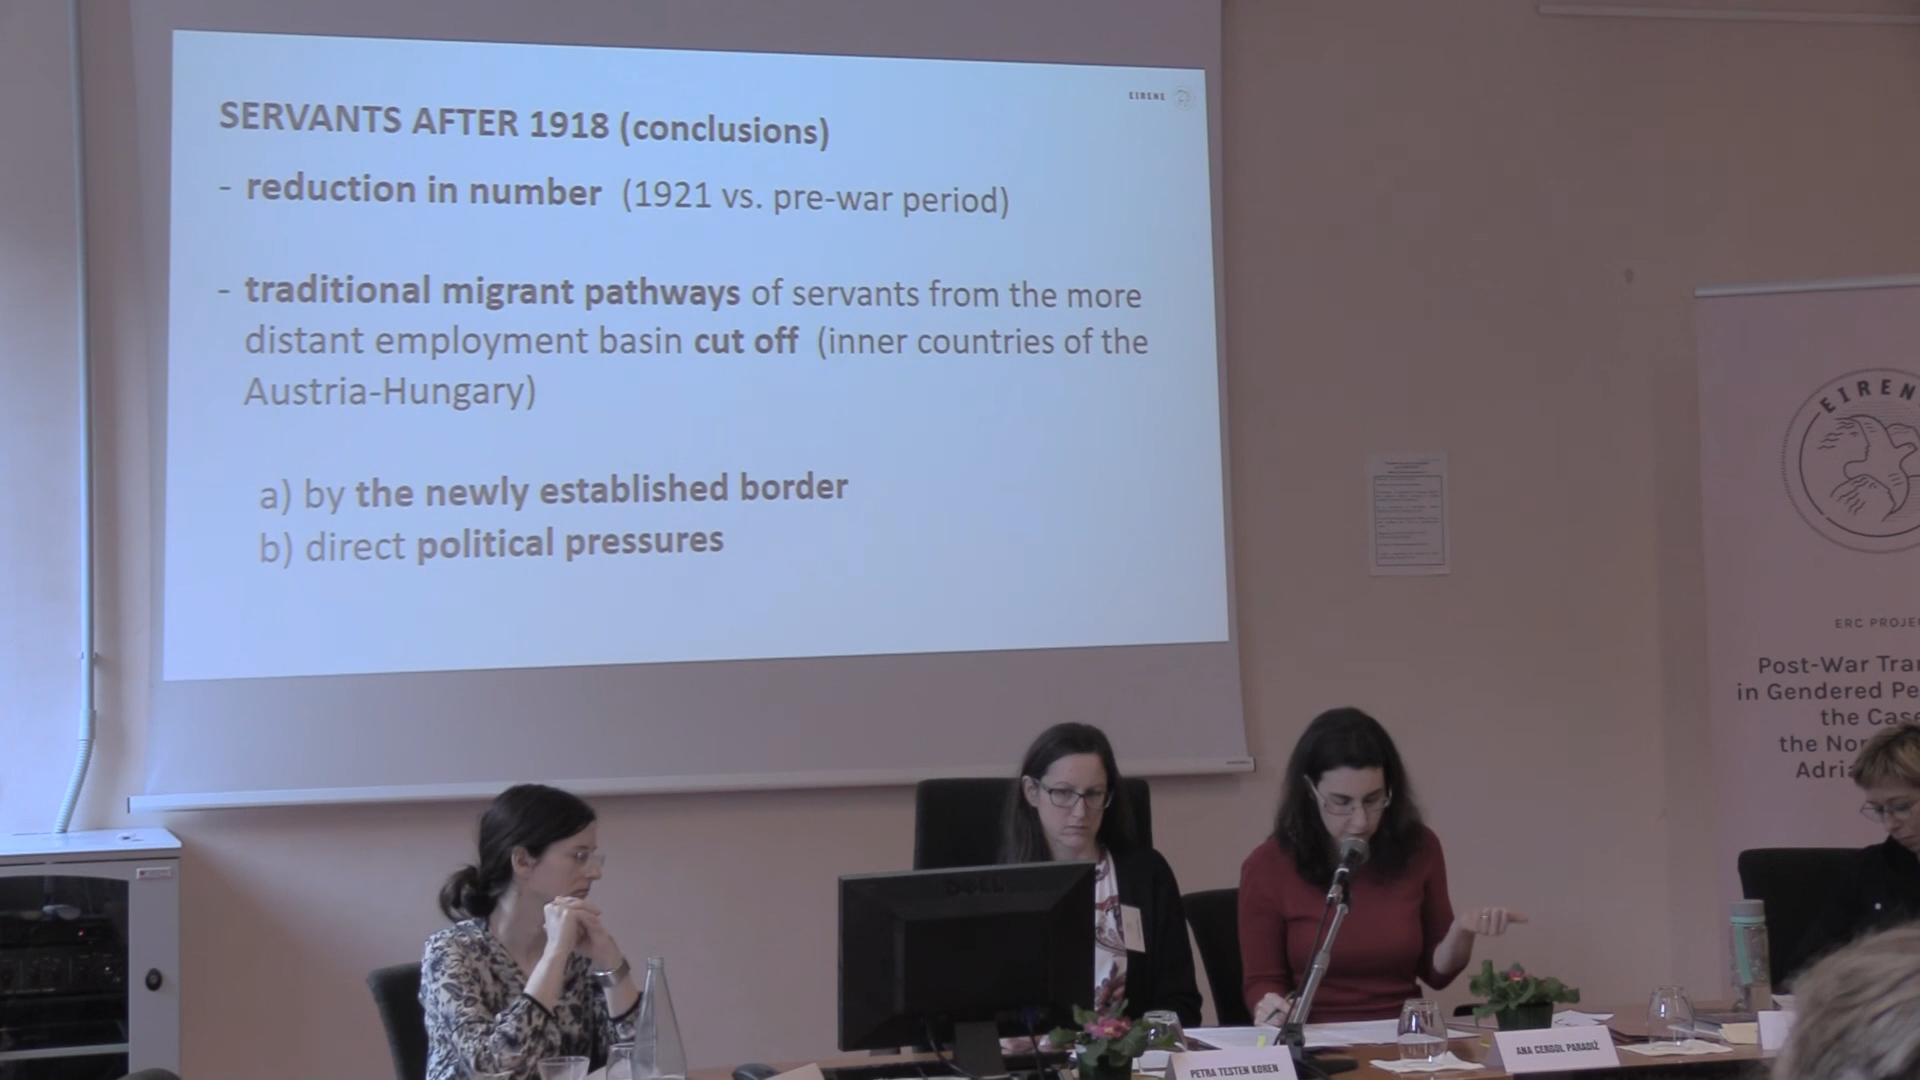 EIRENE
SERVANTS AFTER 1918 (conclusions)
- reduction in number (1921 vs. pre-war period)
- traditional migrant pathways of servants from the more
distant employment basin cut off (inner countries of the
Austria-Hungary)
a) by the newly established border
b) direct political pressures
EIREN
ERC PROJE
Post-War Tra
in Gendered Pe
the Case
the Nor
Adria
DELL
PETRA TESTEN KOREN
ANA CERGOL PARADIŽ